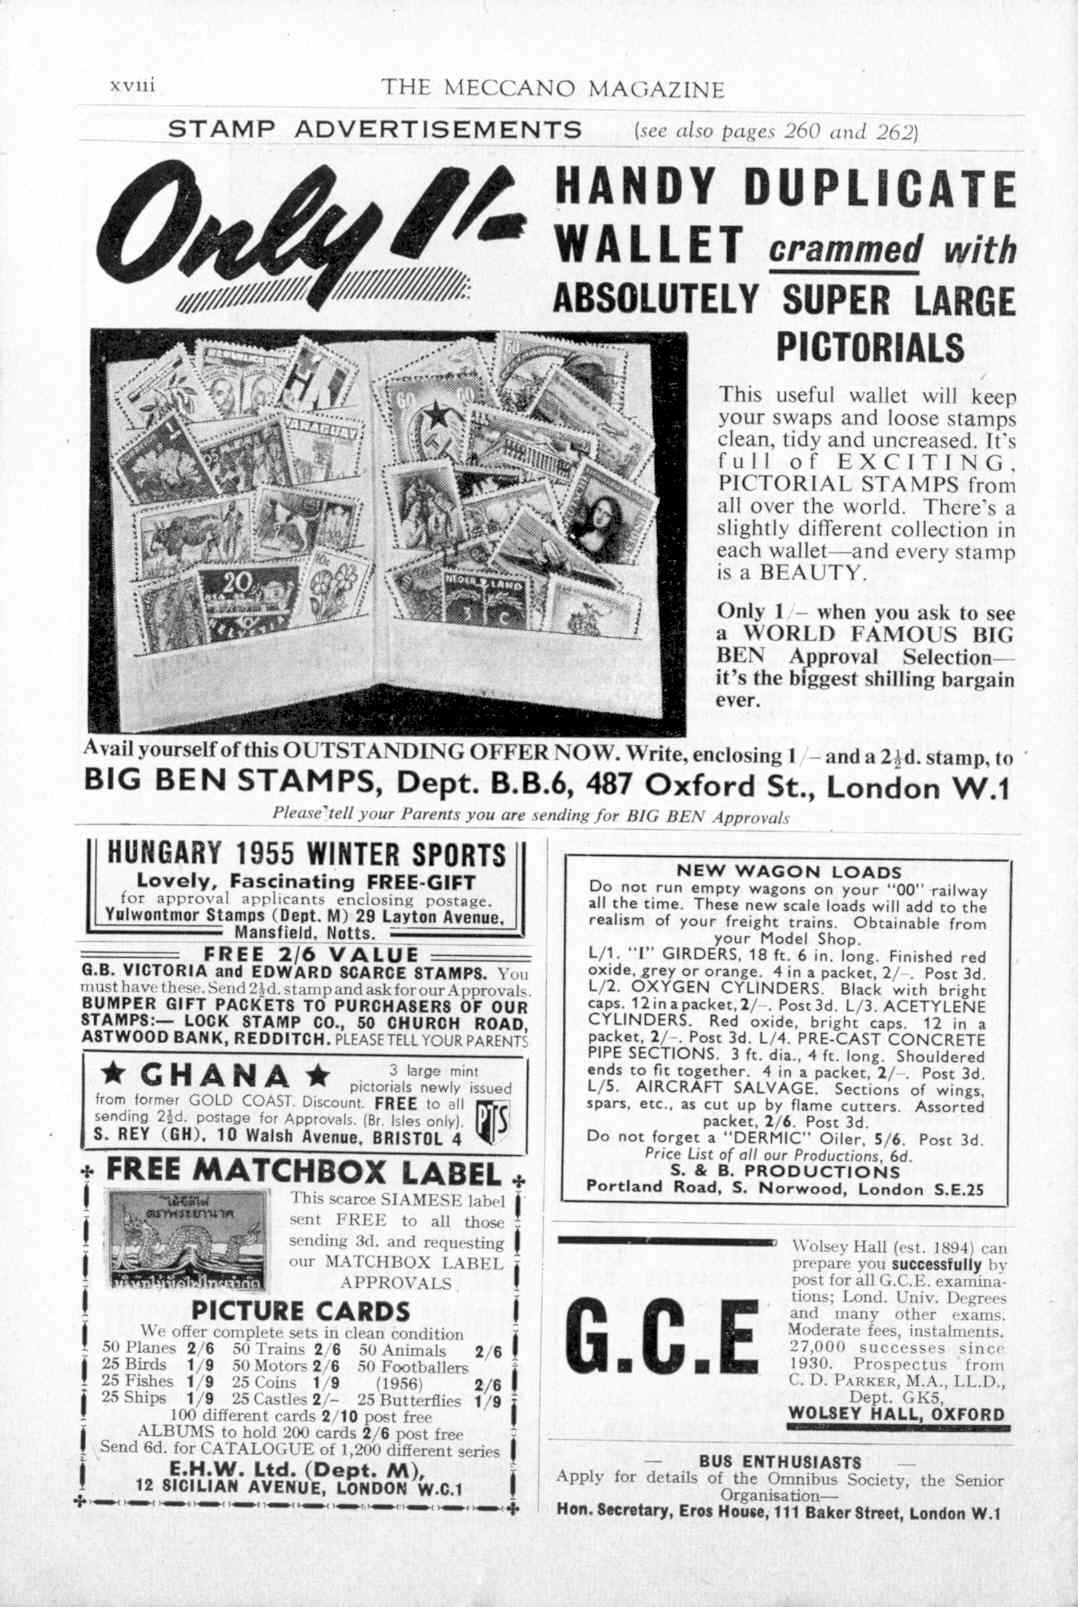 xviii
THE MECCANO MAGAZINE
STAMP ADVERTISEMENTS (see also pages 260 and 262)
Only 1/-
HANDY DUPLICATE
WALLET crammed with
ABSOLUTELY SUPER LARGE
PICTORIALS
This useful wallet will keep
your swaps and loose stamps
clean, tidy and uncreased. It's
full of EXCITING,
PICTORIAL STAMPS from
all over the world. There's a
slightly different collection in
each wallet—and every stamp
is a BEAUTY.
Only 1/– when you ask to see
a WORLD FAMOUS BIG
BEN Approval Selection—
it's the biggest shilling bargain
ever.
60
60
60
PARAGUAY
20
HELVETIA
NEDERLAND
Avail yourself of this OUTSTANDING OFFER NOW. Write, enclosing 1/– and a 2½d. stamp, to
BIG BEN STAMPS, Dept. B.B.6, 487 Oxford St., London W.1
Please tell your Parents you are sending for BIG BEN Approvals
HUNGARY 1955 WINTER SPORTS
Lovely, Fascinating FREE-GIFT
for approval applicants enclosing postage.
Yulwontmor Stamps (Dept. M) 29 Layton Avenue,
Mansfield, Notts.
FREE 2/6 VALUE
G.B. VICTORIA and EDWARD SCARCE STAMPS. You
must have these. Send 2½d. stamp and ask for our Approvals.
BUMPER GIFT PACKETS TO PURCHASERS OF OUR
STAMPS:— LOCK STAMP CO., 50 CHURCH ROAD,
ASTWOOD BANK, REDDITCH. PLEASE TELL YOUR PARENTS
★ GHANA ★ 3 large mint
pictorials newly issued
from former GOLD COAST. Discount. FREE to all
sending 2½d. postage for Approvals. (Br. Isles only).
S. REY (GH), 10 Walsh Avenue, BRISTOL 4
PTS
FREE MATCHBOX LABEL
This scarce SIAMESE label
sent FREE to all those
sending 3d. and requesting
our MATCHBOX LABEL
APPROVALS.
PICTURE CARDS
We offer complete sets in clean condition
50 Planes 2/6 50 Trains 2/6 50 Animals 2/6
25 Birds 1/9 50 Motors 2/6 50 Footballers
25 Fishes 1/9 25 Coins 1/9 (1956) 2/6
25 Ships 1/9 25 Castles 2/– 25 Butterflies 1/9
100 different cards 2/10 post free
ALBUMS to hold 200 cards 2/6 post free
Send 6d. for CATALOGUE of 1,200 different series
E.H.W. Ltd. (Dept. M),
12 SICILIAN AVENUE, LONDON W.C.1
NEW WAGON LOADS
Do not run empty wagons on your "00" railway
all the time. These new scale loads will add to the
realism of your freight trains. Obtainable from
your Model Shop.
L/1. "I" GIRDERS, 18 ft. 6 in. long. Finished red
oxide, grey or orange. 4 in a packet, 2/–. Post 3d.
L/2. OXYGEN CYLINDERS. Black with bright
caps. 12 in a packet, 2/–. Post 3d. L/3. ACETYLENE
CYLINDERS. Red oxide, bright caps. 12 in a
packet, 2/–. Post 3d. L/4. PRE-CAST CONCRETE
PIPE SECTIONS. 3 ft. dia., 4 ft. long. Shouldered
ends to fit together. 4 in a packet, 2/–. Post 3d.
L/5. AIRCRAFT SALVAGE. Sections of wings,
spars, etc., as cut up by flame cutters. Assorted
packet, 2/6. Post 3d.
Do not forget a "DERMIC" Oiler, 5/6. Post 3d.
Price List of all our Productions, 6d.
S. & B. PRODUCTIONS
Portland Road, S. Norwood, London S.E.25
G.C.E
Wolsey Hall (est. 1894) can
prepare you successfully by
post for all G.C.E. examina-
tions; Lond. Univ. Degrees
and many other exams.
Moderate fees, instalments.
27,000 successes since
1930. Prospectus from
C. D. PARKER, M.A., LL.D.,
Dept. GK5,
WOLSEY HALL, OXFORD
— BUS ENTHUSIASTS —
Apply for details of the Omnibus Society, the Senior
Organisation—
Hon. Secretary, Eros House, 111 Baker Street, London W.1